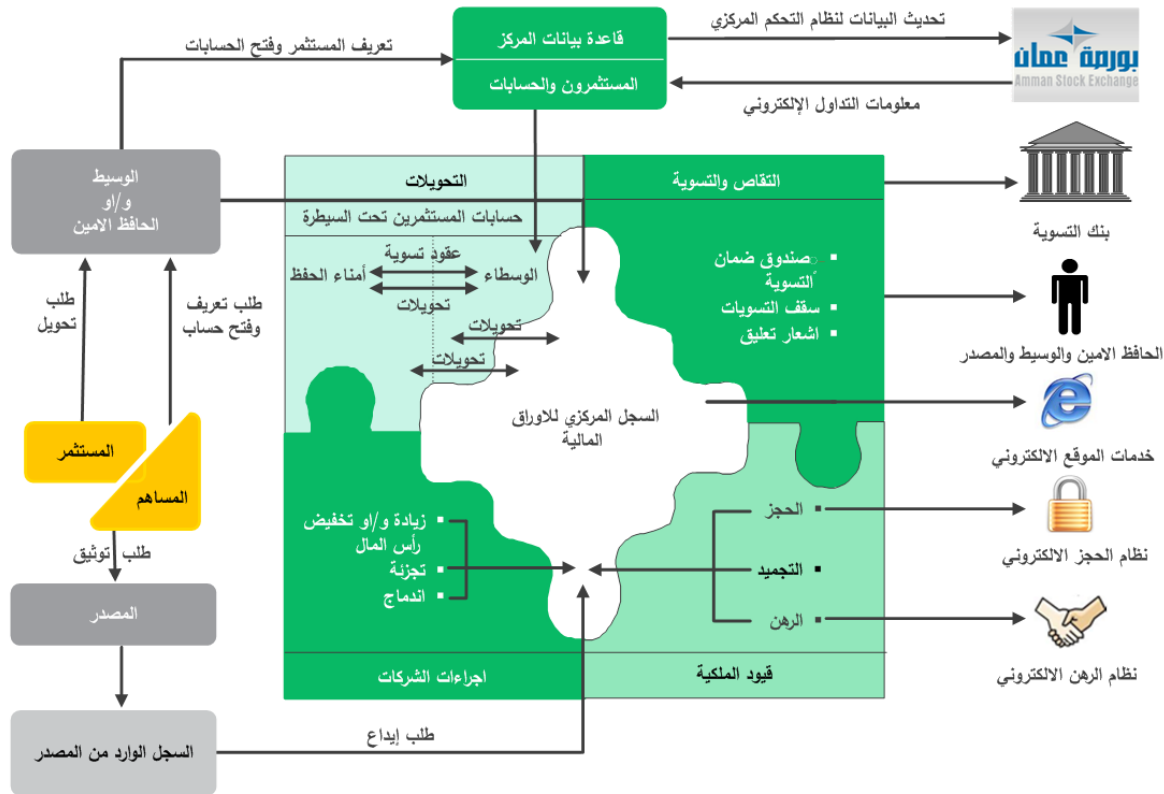 تحديث البيانات لنظام التحكم المركزي
قاعدة بيانات المركز
المستثمرون والحسابات
تعريف المستثمر وفتح الحسابات
بورصة عمان
Amman Stock Exchange
معلومات التداول الإلكتروني
الوسيط
و/او
الحافظ الامين
التقاص والتسوية
التحويلات
حسابات المستثمرين تحت السيطرة
بنك التسوية
صندوق ضمان
التسوية
سقف التسويات
اشعار تعليق
عقود تسوية
الوسطاء
أمناء الحفظ
تحويلات
تحويلات
تحويلات
طلب تعريف
وفتح حساب
طلب
تحويل
الحافظ الامين والوسيط والمصدر
السجل المركزي للاوراق
المالية
خدمات الموقع الالكتروني
المستثمر
المساهم
الحجز
التجميد
الرهن
زيادة و/او تخفيض
رأس المال
تجزئة
اندماج
نظام الحجز الالكتروني
طلب توثيق
المصدر
نظام الرهن الالكتروني
قيود الملكية
اجراءات الشركات
طلب إيداع
السجل الوارد من المصدر